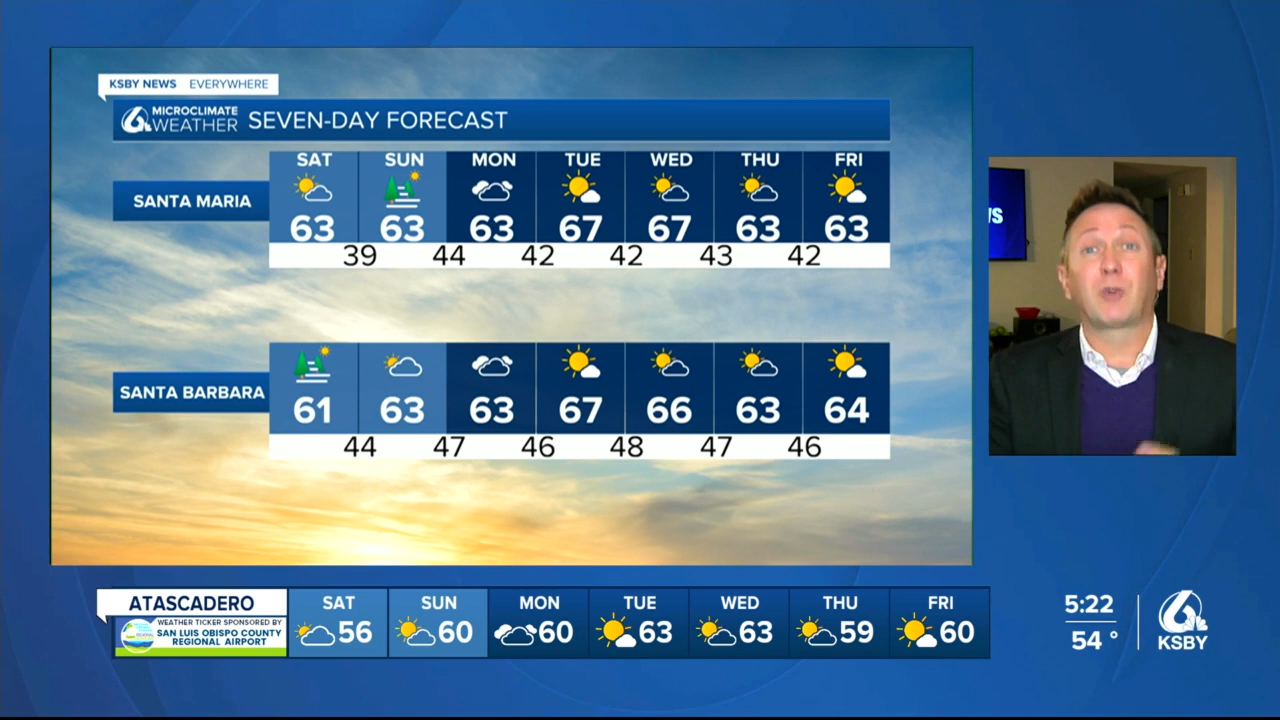 KSBY NEWS EVERYWHERE
6 MICROCLIMATE WEATHER SEVEN-DAY FORECAST
SAT SUN MON TUE WED THU FRI
SANTA MARIA
63 63 63 67 67 63 63
39 44 42 42 43 42
SANTA BARBARA
61 63 63 67 66 63 64
44 47 46 48 47 46
ATASCADERO
WEATHER TICKER SPONSORED BY
SAN LUIS OBISPO COUNTY
REGIONAL AIRPORT
SAT SUN MON TUE WED THU FRI
56 60 60 63 63 59 60
5:22
54 °
6
KSBY